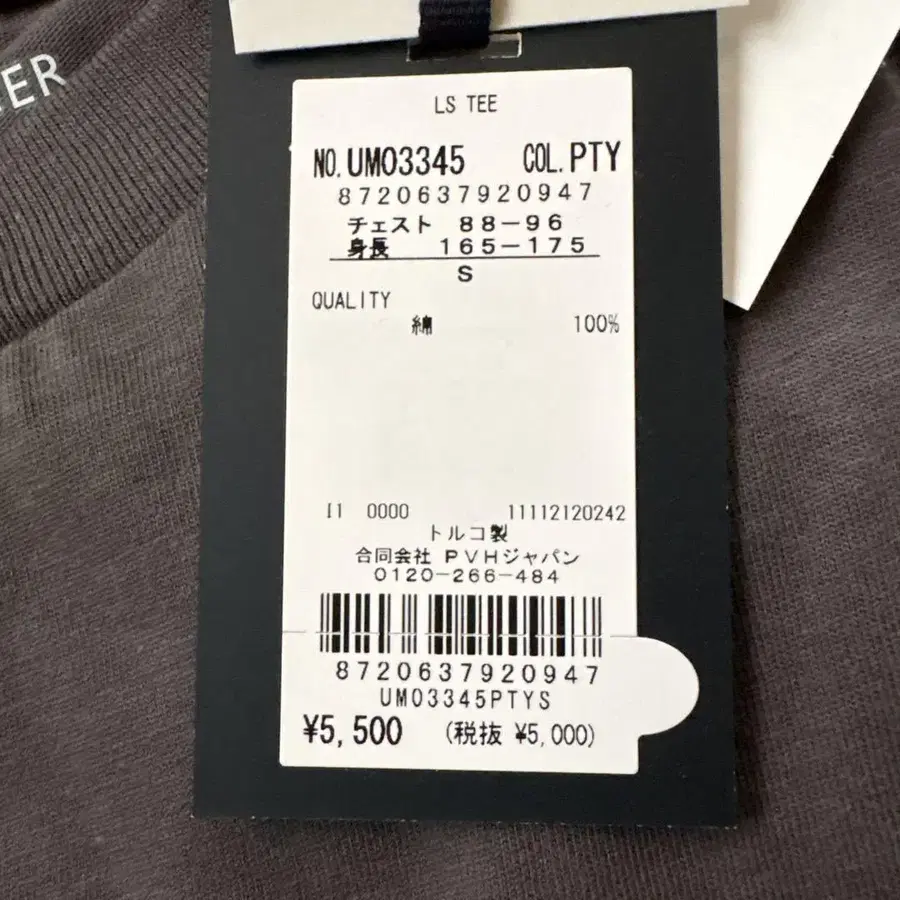 ER
LS TEE
NO. UM03345 COL. PTY
8720637920947
チェスト 88-96
身長 165-175
S
QUALITY
綿 100%
I1 0000 11112120242
トルコ製
合同会社 PVHジャパン
0120-266-484
8720637920947
UM03345PTYS
¥5,500 (税抜 ¥5,000)